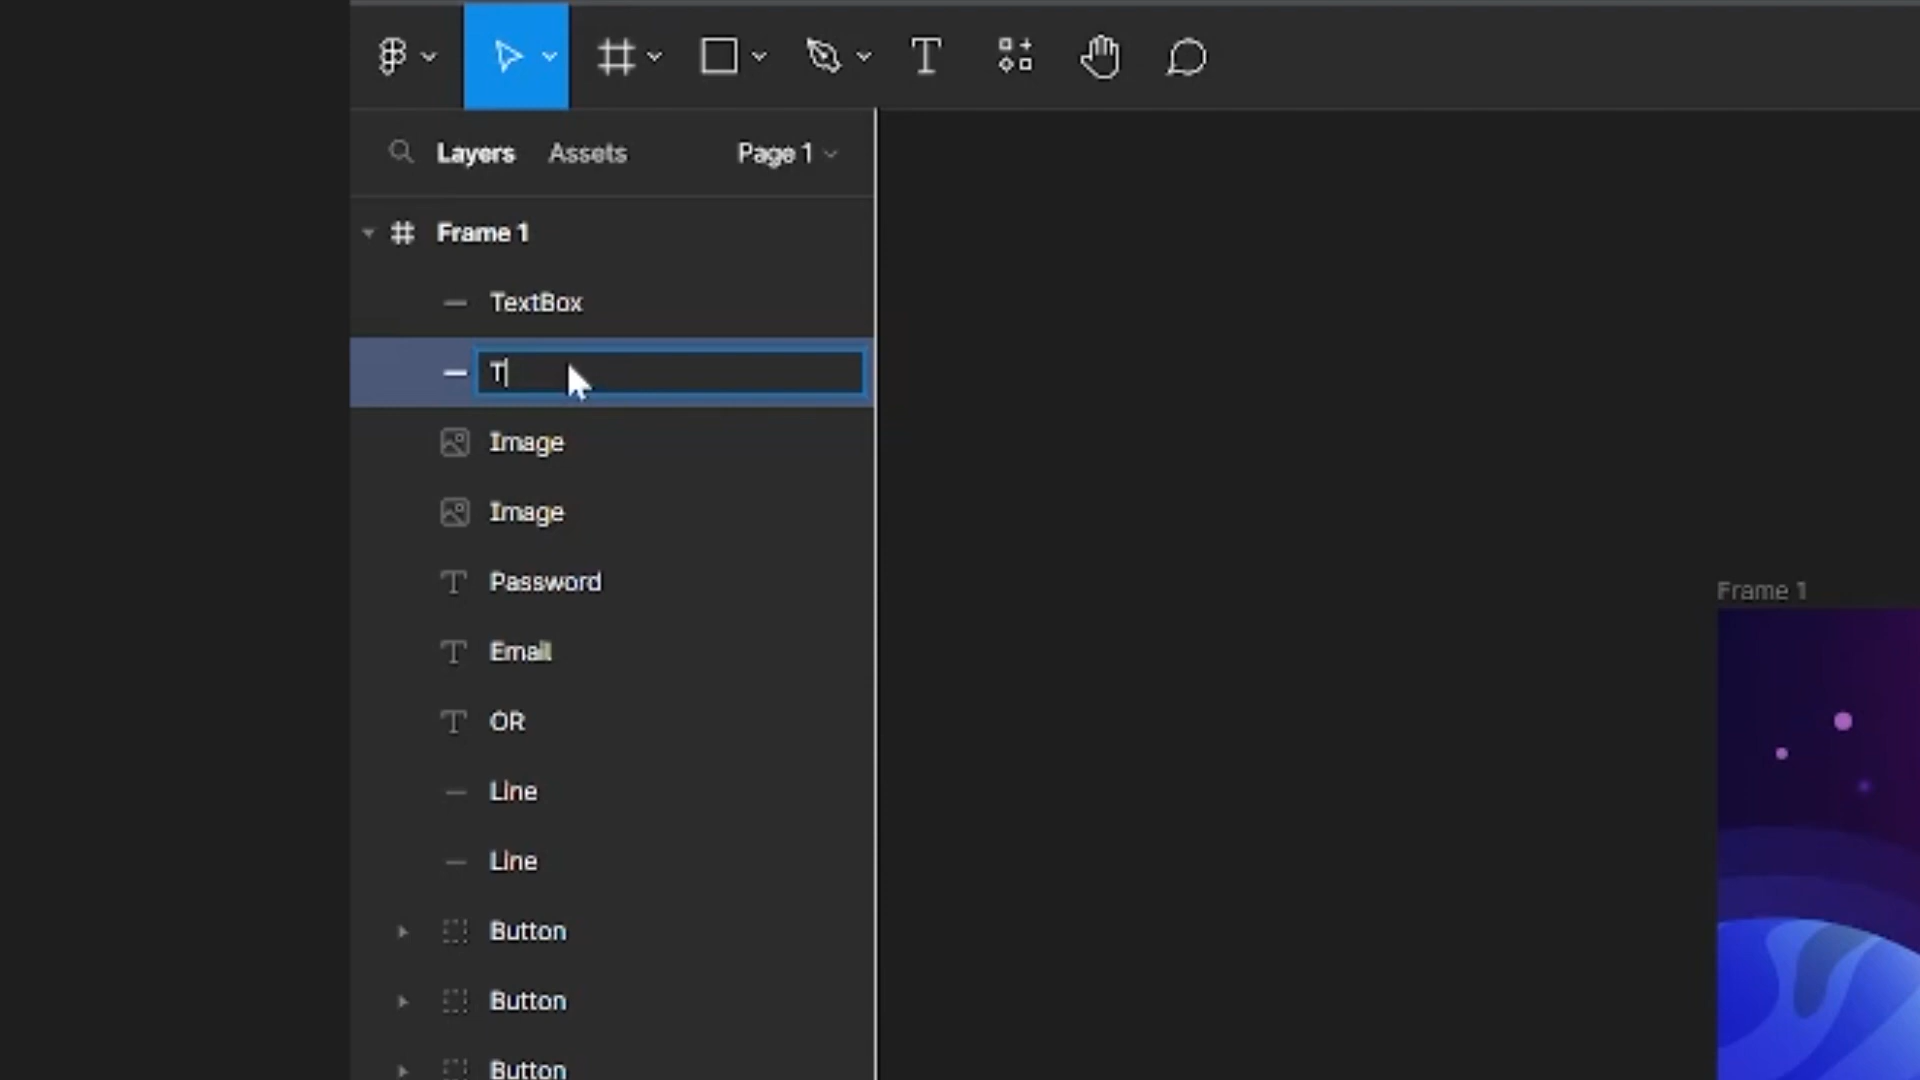 Layers Assets Page 1
Frame 1
TextBox
T
Image
Image
Password
Frame 1
Email
OR
Line
Line
Button
Button
Button